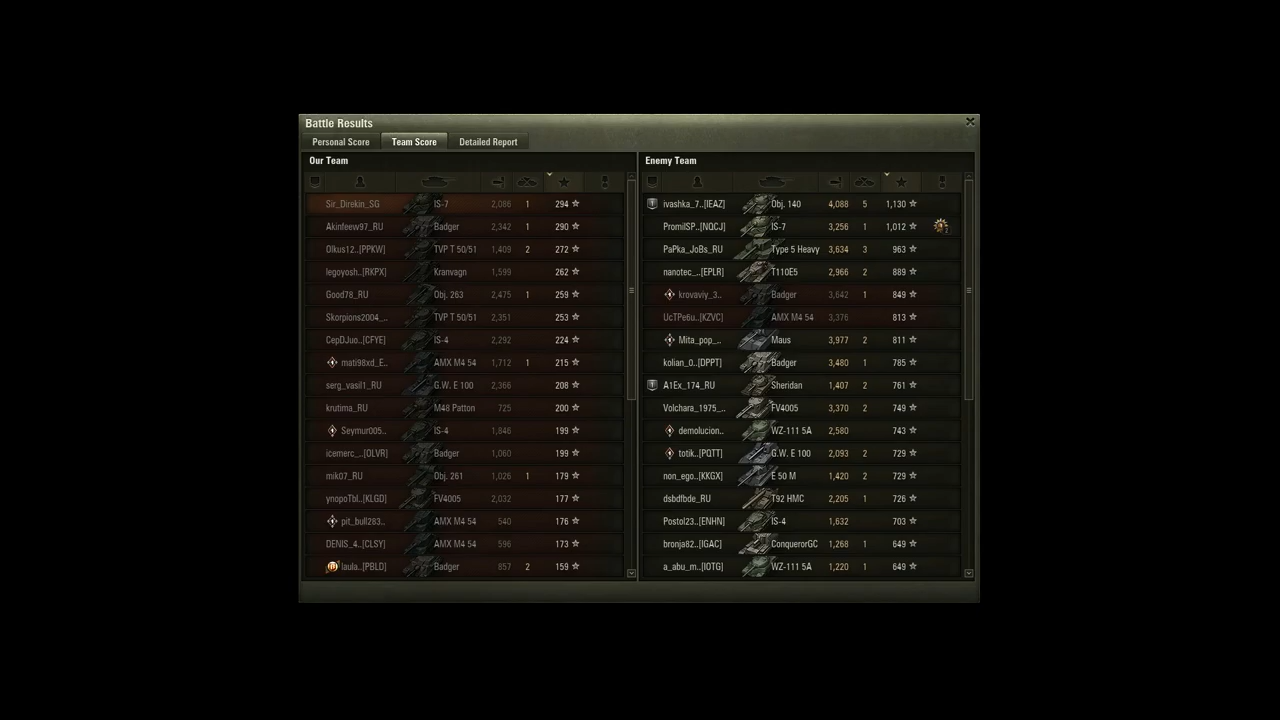 Battle Results
Personal Score Team Score Detailed Report
Our Team
Sir_Direkin_SG IS-7 2,086 1 294
Akinfeew97_RU Badger 2,342 1 290
Olkus12..[PPKW] TVP T 50/51 1,409 2 272
legoyosh..[RKPX] Kranvagn 1,599 262
Good78_RU Obj. 263 2,475 1 259
Skorpions2004_.. TVP T 50/51 2,351 253
CepDJuo..[CFYE] IS-4 2,292 224
mati98xd_E.. AMX M4 54 1,712 1 215
serg_vasil1_RU G.W. E 100 2,366 208
krutima_RU M48 Patton 725 200
Seymur005.. IS-4 1,846 199
icemerc_..[OLVR] Badger 1,060 199
mik07_RU Obj. 261 1,026 1 179
ynopoTbl..[KLGD] FV4005 2,032 177
pit_bull283.. AMX M4 54 540 176
DENIS_4..[CLSY] AMX M4 54 596 173
laula..[PBLD] Badger 857 2 159
Enemy Team
ivashka_7..[IEAZ] Obj. 140 4,088 5 1,130
PromilSP..[NQCJ] IS-7 3,256 1 1,012
PaPka_JoBs_RU Type 5 Heavy 3,634 3 963
nanotec_..[EPLR] T110E5 2,966 2 889
krovaviy_3.. Badger 3,642 1 849
UcTPe6u..[KZVC] AMX M4 54 3,376 813
Mita_pop_.. Maus 3,977 2 811
kolian_0..[DPPT] Badger 3,480 1 785
A1Ex_174_RU Sheridan 1,407 2 761
Volchara_1975_.. FV4005 3,370 2 749
demolucion.. WZ-111 5A 2,580 743
totik..[PQTT] G.W. E 100 2,093 2 729
non_ego..[KKGX] E 50 M 1,420 2 729
dsbdfbde_RU T92 HMC 2,205 1 726
Postol23..[ENHN] IS-4 1,632 703
bronja82..[IGAC] ConquerorGC 1,268 1 649
a_abu_m..[IOTG] WZ-111 5A 1,220 1 649